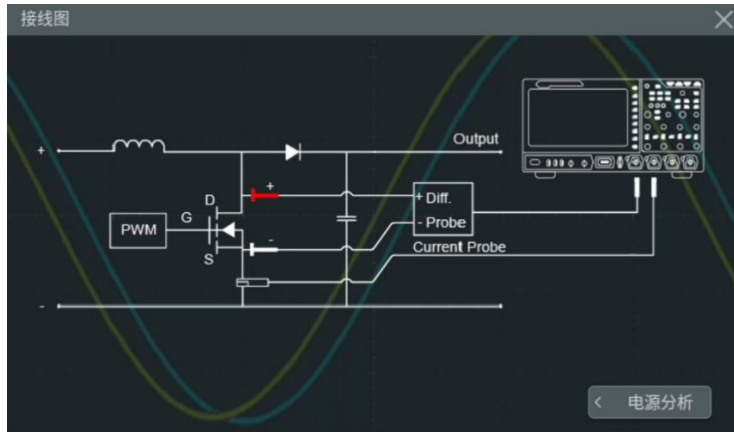 接线图
Output
+
+
D
+ Diff.
G
PWM
- Probe
-
S
Current Probe
-
电源分析